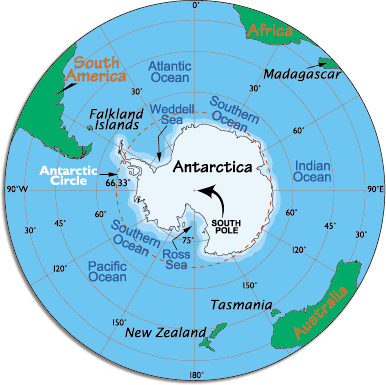 0°
Africa
South
America
Atlantic
Ocean
Madagascar
30°
30°
Weddell
Sea
Southern
Ocean
Falkland
Islands
60°
60°
Antarctic
Circle
66.33°
Antarctica
Indian
Ocean
90°W
90°E
SOUTH
POLE
30°
45°
60°
60°
45°
30°
Southern
Ocean
75°
Ross
Sea
Pacific
Ocean
120°
120°
150°
150°
Tasmania
Australia
New Zealand
180°